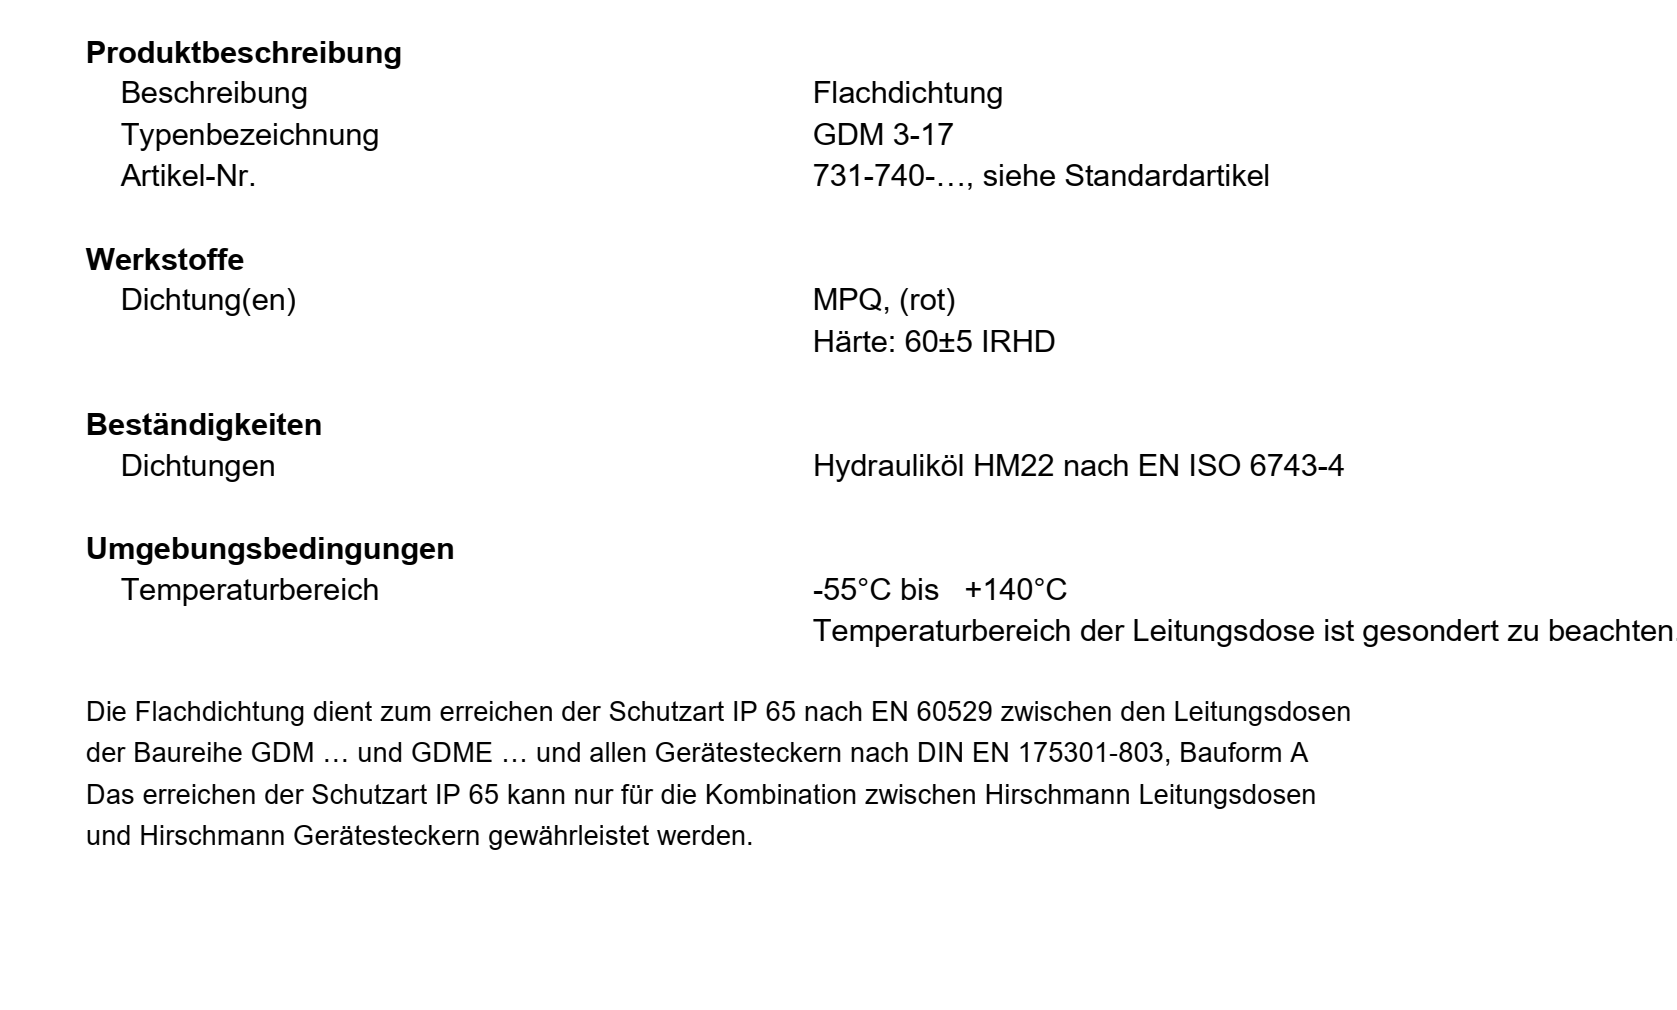 Produktbeschreibung
Beschreibung Flachdichtung
Typenbezeichnung GDM 3-17
Artikel-Nr. 731-740-…, siehe Standardartikel
Werkstoffe
Dichtung(en) MPQ, (rot)
Härte: 60±5 IRHD
Beständigkeiten
Dichtungen Hydrauliköl HM22 nach EN ISO 6743-4
Umgebungsbedingungen
Temperaturbereich -55°C bis +140°C
Temperaturbereich der Leitungsdose ist gesondert zu beachten.
Die Flachdichtung dient zum erreichen der Schutzart IP 65 nach EN 60529 zwischen den Leitungsdosen
der Baureihe GDM … und GDME … und allen Gerätesteckern nach DIN EN 175301-803, Bauform A
Das erreichen der Schutzart IP 65 kann nur für die Kombination zwischen Hirschmann Leitungsdosen
und Hirschmann Gerätesteckern gewährleistet werden.